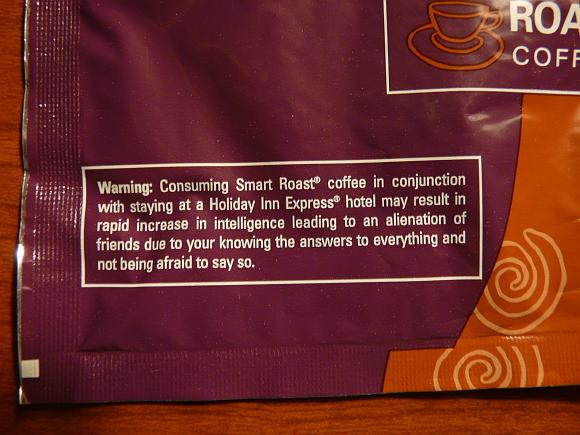 ROA
COFF
Warning: Consuming Smart Roast® coffee in conjunction
with staying at a Holiday Inn Express® hotel may result in
rapid increase in intelligence leading to an alienation of
friends due to your knowing the answers to everything and
not being afraid to say so.